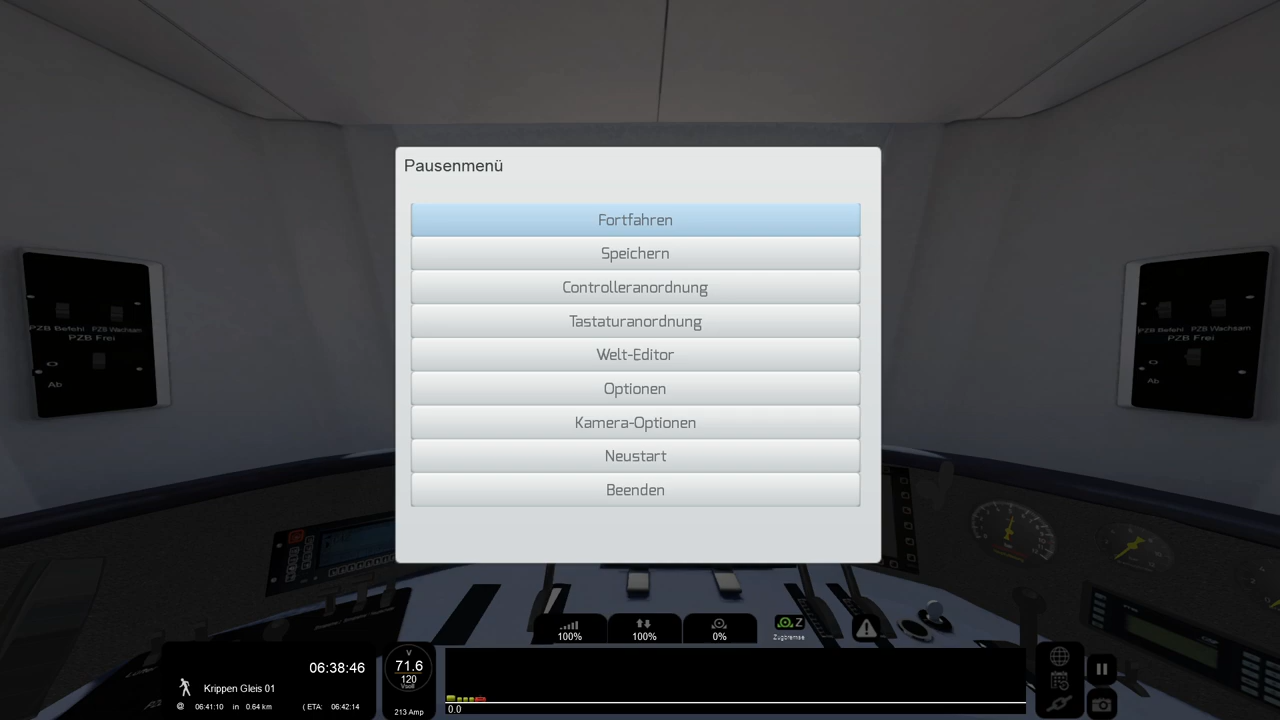 Pausenmenü
Fortfahren
Speichern
Controlleranordnung
Tastaturanordnung
Welt-Editor
Optionen
Kamera-Optionen
Neustart
Beenden
PZB Befehl PZB Wachsam
PZB Frei
Ab
PZB Befehl PZB Wachsam
PZB Frei
Ab
100%
100%
0%
Z
Zugbremse
06:38:46
Krippen Gleis 01
@ 06:41:10 in 0.64 km ( ETA: 06:42:14
V
71.6
120
Vsoll
213 Amp
0.0